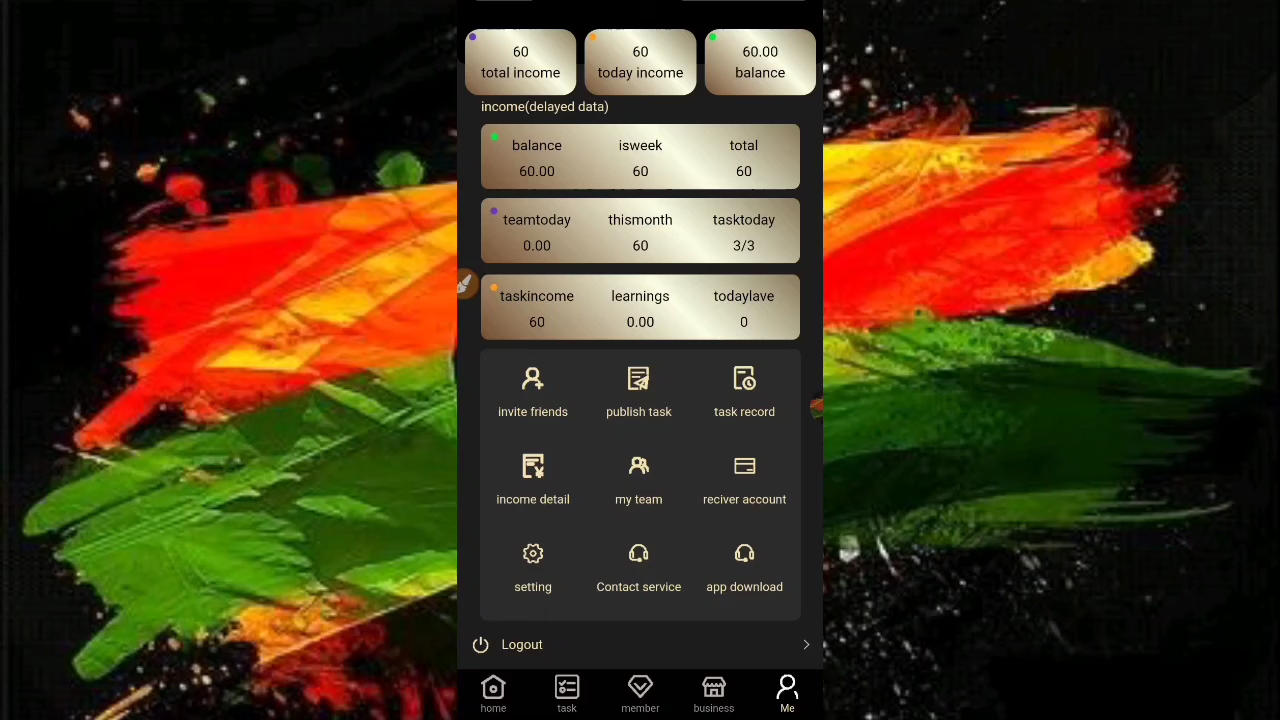 60 60 60.00
total income today income balance
income(delayed data)
balance isweek total
60.00 60 60
teamtoday thismonth tasktoday
0.00 60 3/3
taskincome learnings todaylave
60 0.00 0
invite friends publish task task record
income detail my team reciver account
setting Contact service app download
Logout
home task member business Me